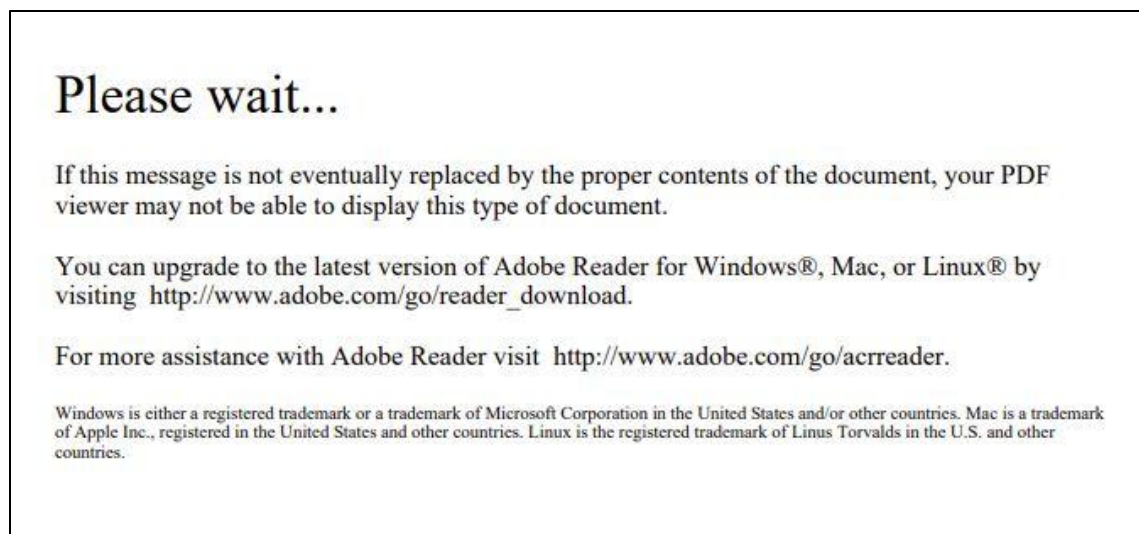 Please wait...
If this message is not eventually replaced by the proper contents of the document, your PDF
viewer may not be able to display this type of document.
You can upgrade to the latest version of Adobe Reader for Windows®, Mac, or Linux® by
visiting  http://www.adobe.com/go/reader_download.
For more assistance with Adobe Reader visit  http://www.adobe.com/go/acrreader.
Windows is either a registered trademark or a trademark of Microsoft Corporation in the United States and/or other countries. Mac is a trademark
of Apple Inc., registered in the United States and other countries. Linux is the registered trademark of Linus Torvalds in the U.S. and other
countries.